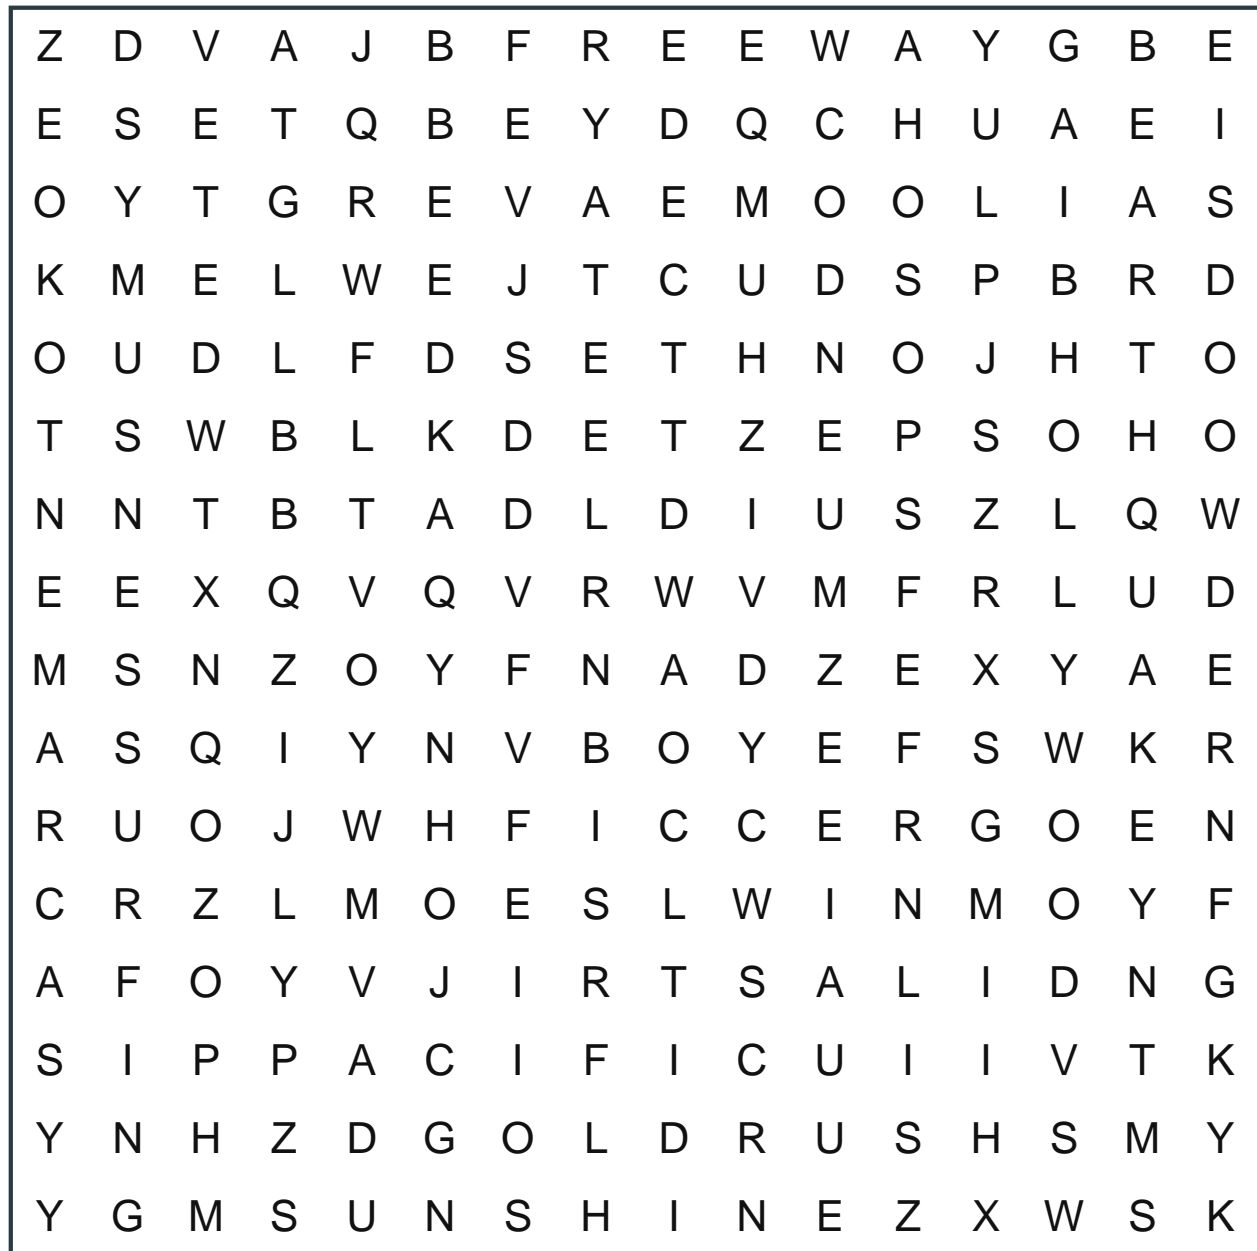 Z D V A J B F R E E W A Y G B E
E S E T Q B E Y D Q C H U A E I
O Y T G R E V A E M O O L I A S
K M E L W E J T C U D S P B R D
O U D L F D S E T H N O J H T O
T S W B L K D E T Z E P S O H O
N N T B T A D L D I U S Z L Q W
E E X Q V Q V R W V M F R L U D
M S N Z O Y F N A D Z E X Y A E
A S Q I Y N V B O Y E F S W K R
R U O J W H F I C C E R G O E N
C R Z L M O E S L W I N M O Y F
A F O Y V J I R T S A L I D N G
S I P P A C I F I C U I I V T K
Y N H Z D G O L D R U S H S M Y
Y G M S U N S H I N E Z X W S K